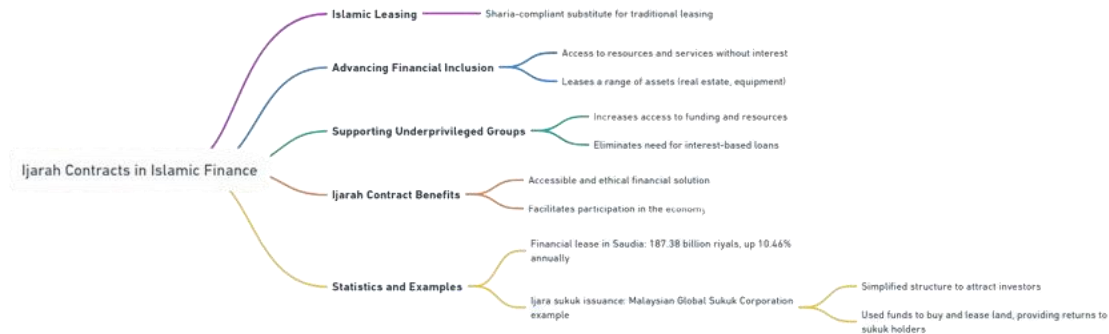 Ijarah Contracts in Islamic Finance
Islamic Leasing
Sharia-compliant substitute for traditional leasing
Advancing Financial Inclusion
Access to resources and services without interest
Leases a range of assets (real estate, equipment)
Supporting Underprivileged Groups
Increases access to funding and resources
Eliminates need for interest-based loans
Ijarah Contract Benefits
Accessible and ethical financial solution
Facilitates participation in the economy
Statistics and Examples
Financial lease in Saudia: 187.38 billion riyals, up 10.46%
annually
Ijara sukuk issuance: Malaysian Global Sukuk Corporation
example
Simplified structure to attract investors
Used funds to buy and lease land, providing returns to
sukuk holders